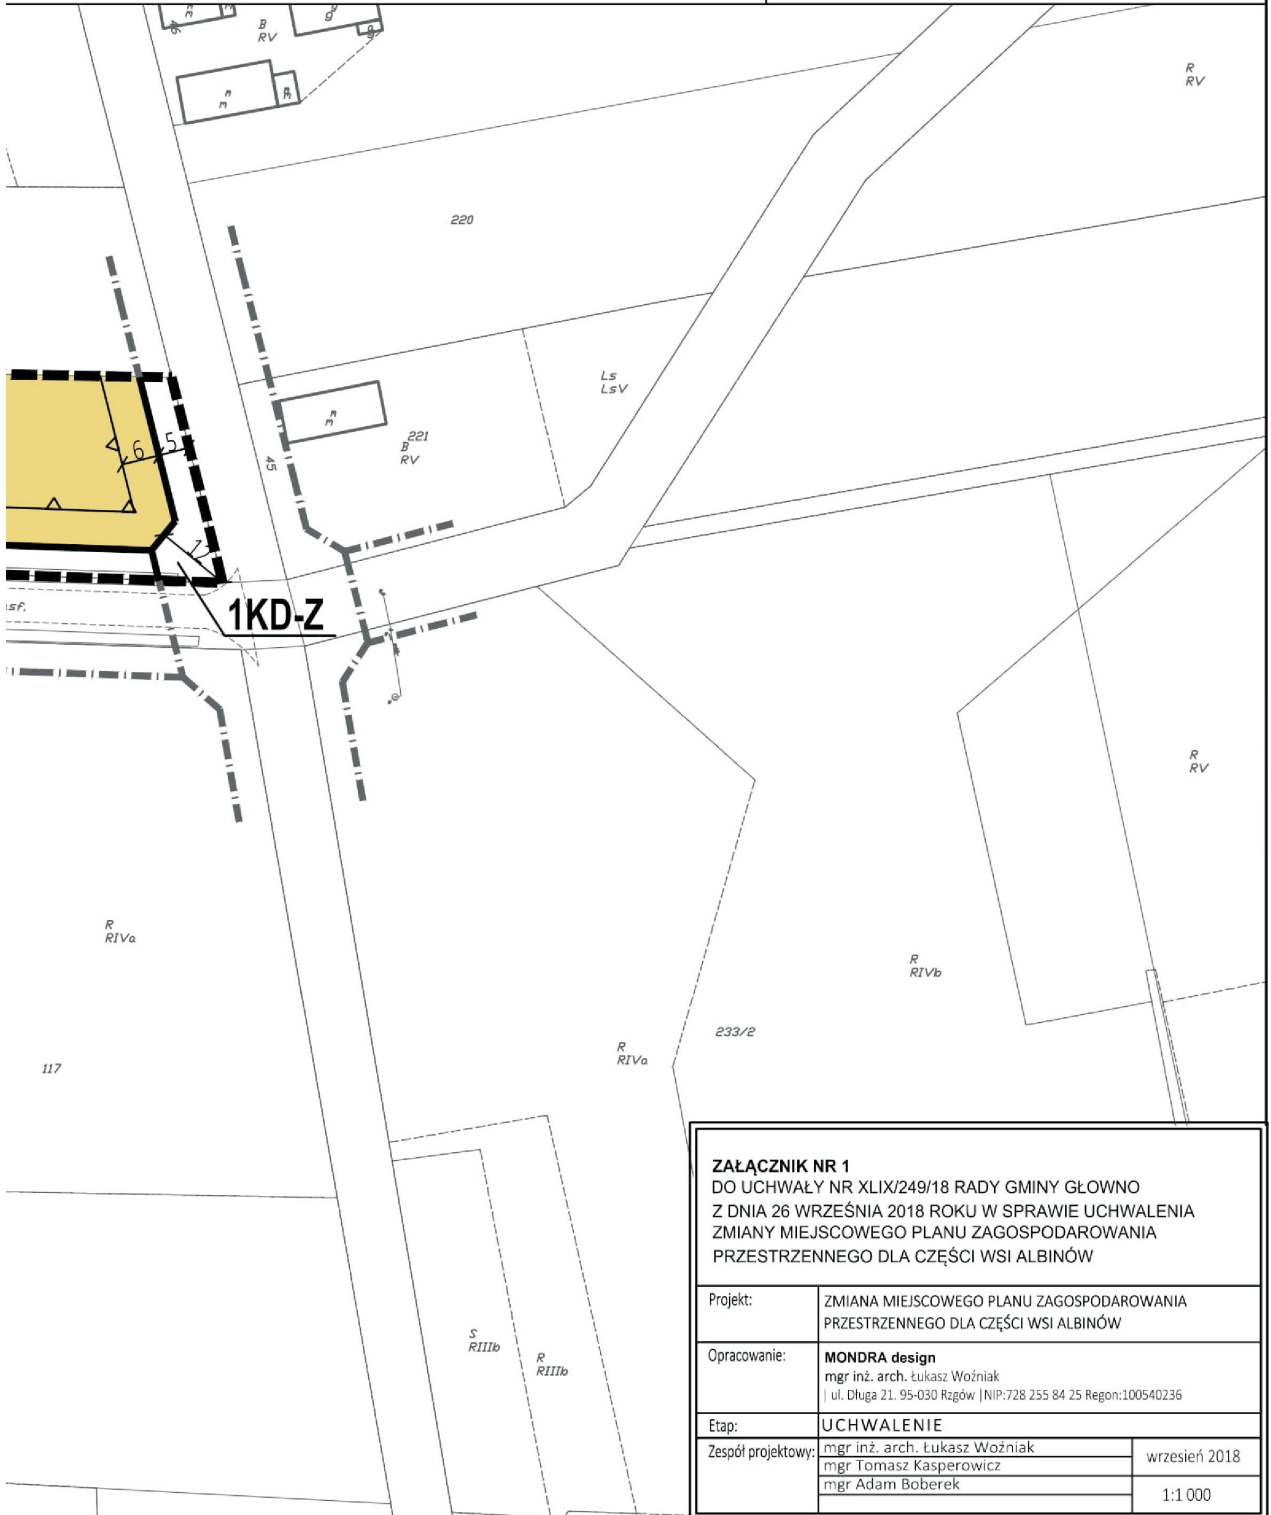 m
g
g
46
B
RV
m
m
g
R
RV
220
Ls
LsV
m
m
221
B
RV
45
6
5
sf.
1KD-Z
R
RV
R
RIVa
R
RIVb
233/2
R
RIVa
117
S
RIIIb
R
RIIIb
ZAŁĄCZNIK NR 1
DO UCHWAŁY NR XLIX/249/18 RADY GMINY GŁOWNO
Z DNIA 26 WRZEŚNIA 2018 ROKU W SPRAWIE UCHWALENIA
ZMIANY MIEJSCOWEGO PLANU ZAGOSPODAROWANIA
PRZESTRZENNEGO DLA CZĘŚCI WSI ALBINÓW
Projekt:
ZMIANA MIEJSCOWEGO PLANU ZAGOSPODAROWANIA
PRZESTRZENNEGO DLA CZĘŚCI WSI ALBINÓW
Opracowanie:
MONDRA design
mgr inż. arch. Łukasz Woźniak
| ul. Długa 21. 95-030 Rzgów |NIP:728 255 84 25 Regon:100540236
Etap:
UCHWALENIE
Zespół projektowy:
mgr inż. arch. Łukasz Woźniak
mgr Tomasz Kasperowicz
mgr Adam Boberek
wrzesień 2018
1:1 000